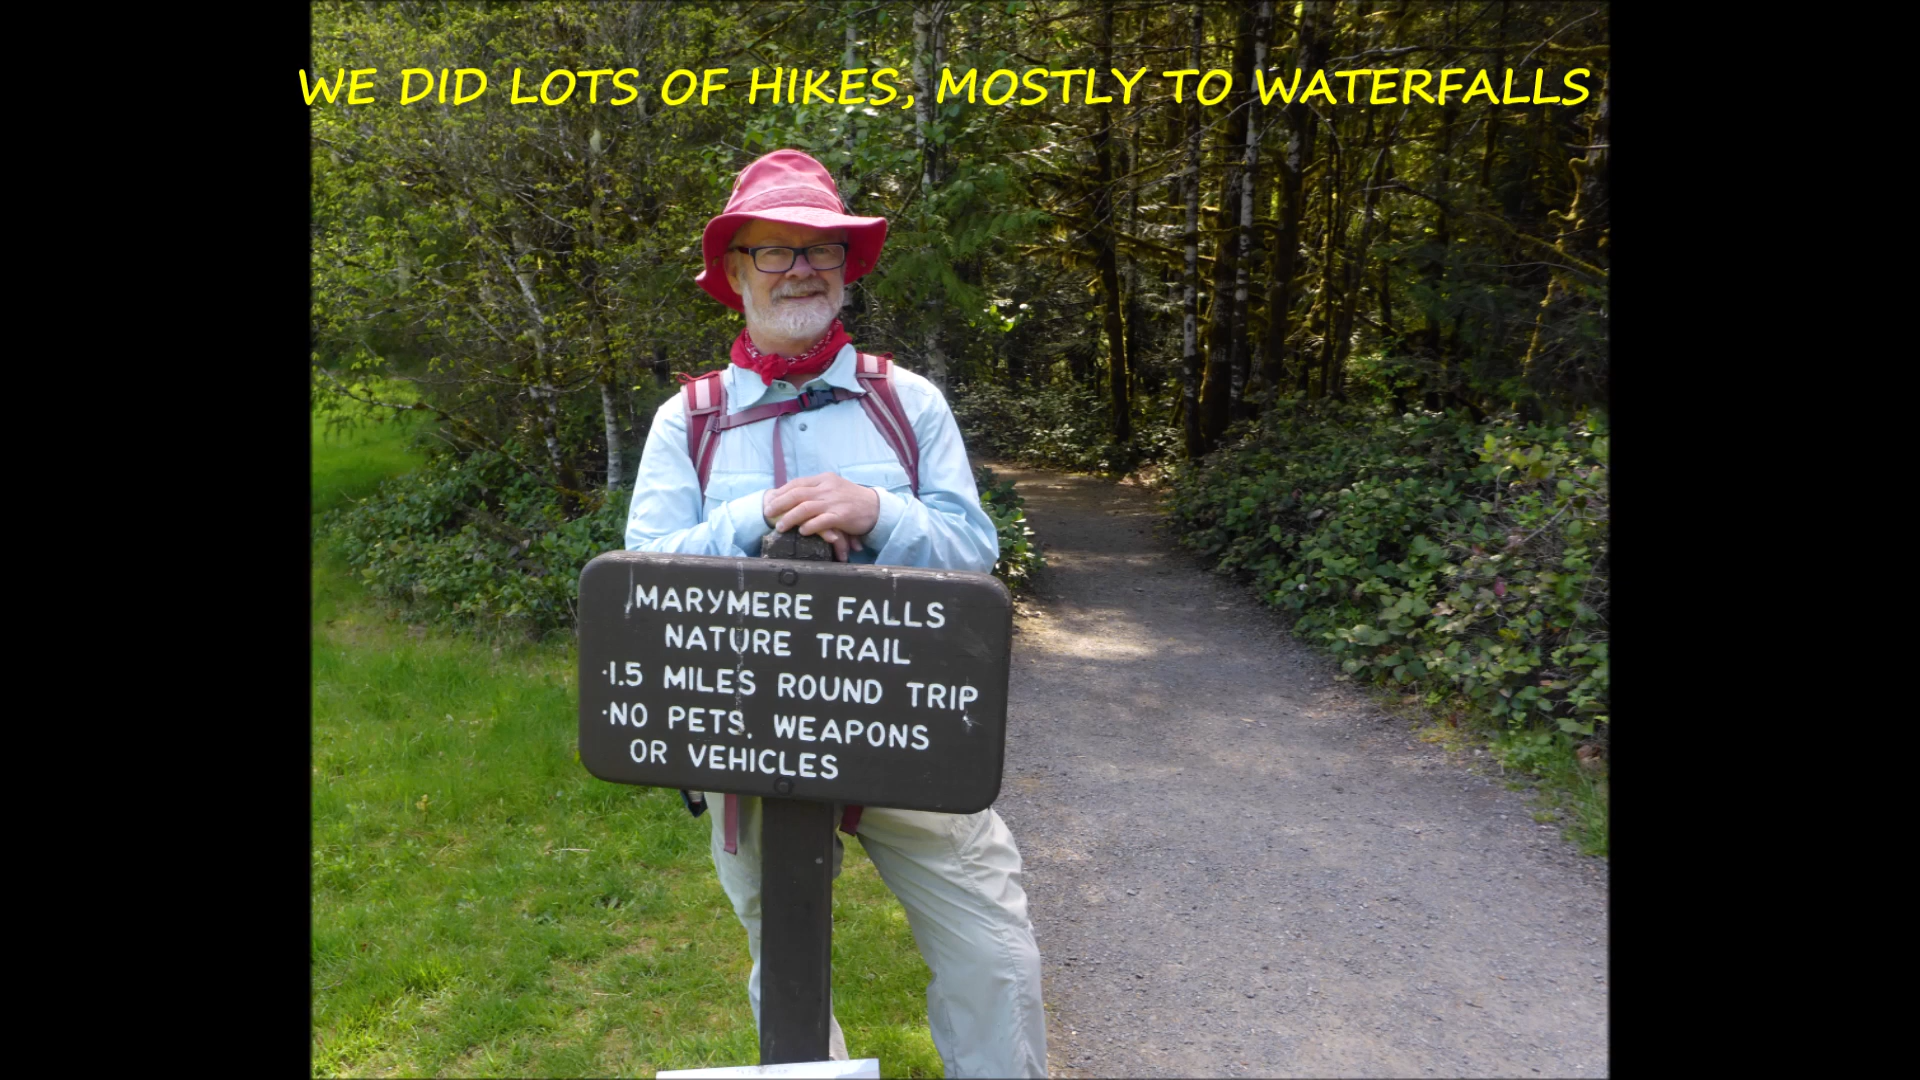 WE DID LOTS OF HIKES, MOSTLY TO WATERFALLS
MARYMERE FALLS
NATURE TRAIL
·1.5 MILES ROUND TRIP
·NO PETS, WEAPONS
OR VEHICLES